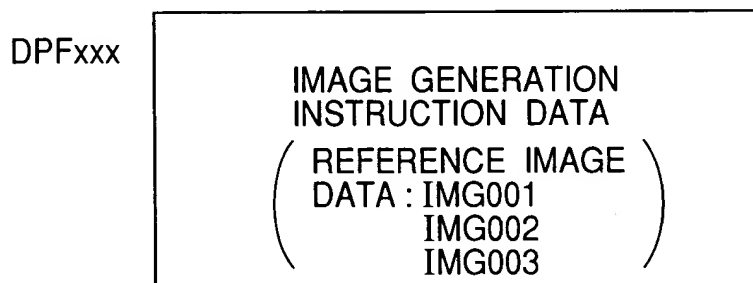 DPFxxx
IMAGE GENERATION
INSTRUCTION DATA
REFERENCE IMAGE
DATA : IMG001
IMG002
IMG003